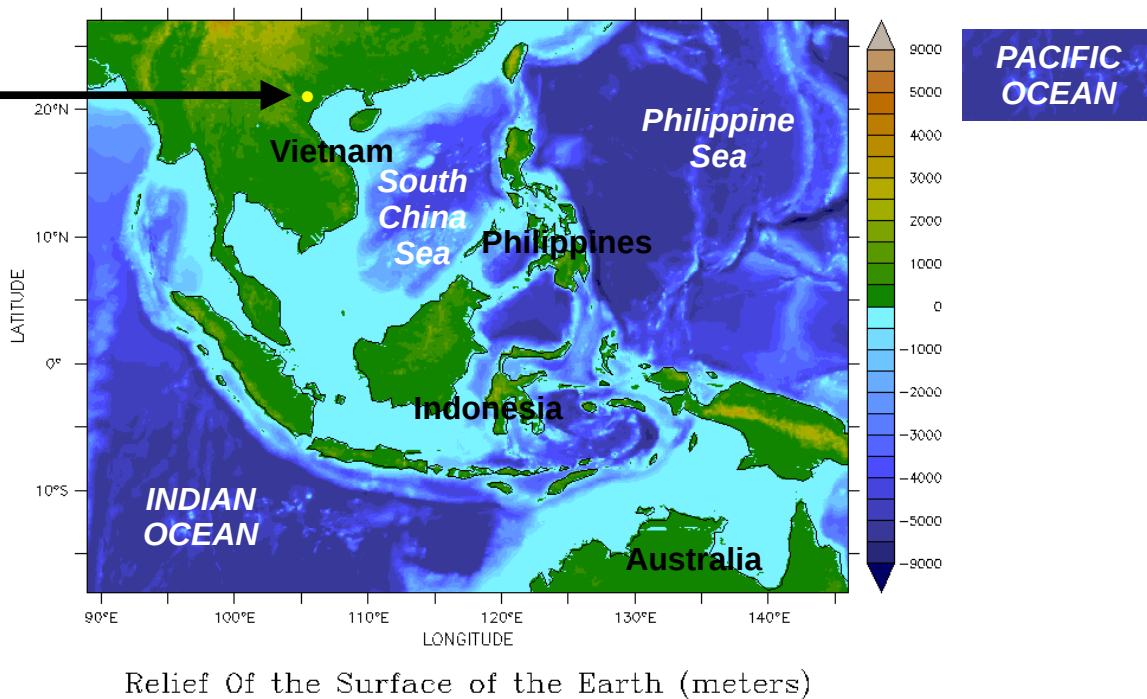 PACIFIC
OCEAN
Philippine
Sea
Vietnam
South
China
Sea
Philippines
Indonesia
INDIAN
OCEAN
Australia
LATITUDE
20°N
10°N
0°
10°S
90°E 100°E 110°E 120°E 130°E 140°E
LONGITUDE
9000
5000
4000
3000
2000
1000
0
−1000
−2000
−3000
−4000
−5000
−9000
Relief Of the Surface of the Earth (meters)